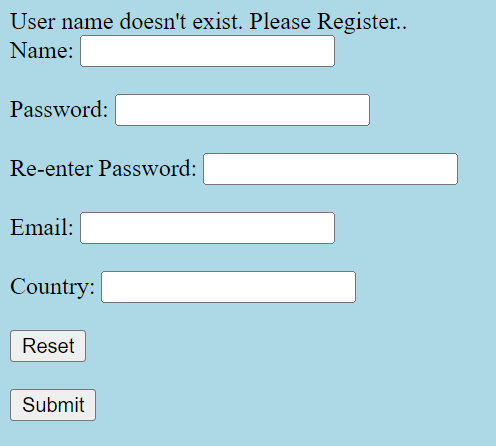 User name doesn't exist. Please Register..
Name:
Password:
Re-enter Password:
Email:
Country:
Reset
Submit